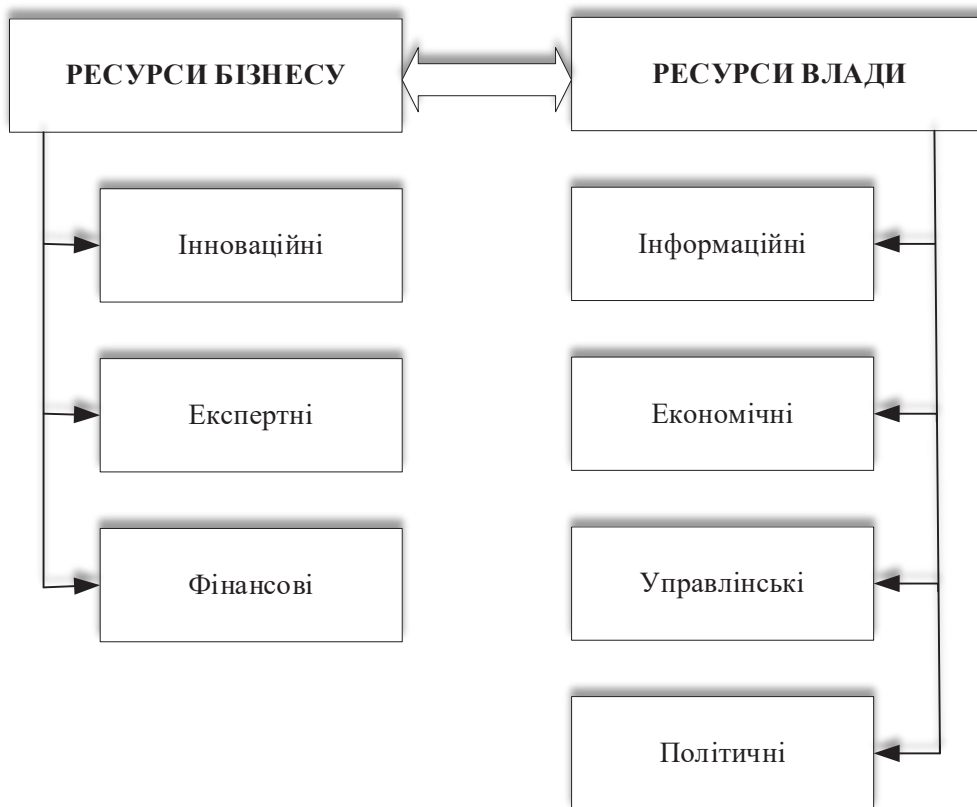 РЕСУРСИ БІЗНЕСУ
РЕСУРСИ ВЛАДИ
Інноваційні
Інформаційні
Експертні
Економічні
Фінансові
Управлінські
Політичні